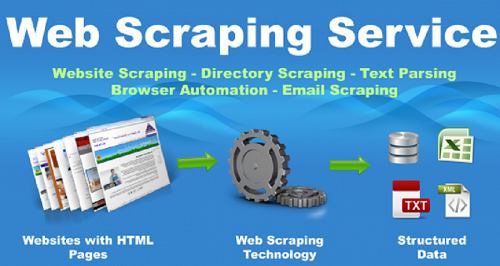 Web Scraping Service
Website Scraping - Directory Scraping - Text Parsing
Browser Automation - Email Scraping
TXT
XML
Websites with HTML
Pages
Web Scraping
Technology
Structured
Data